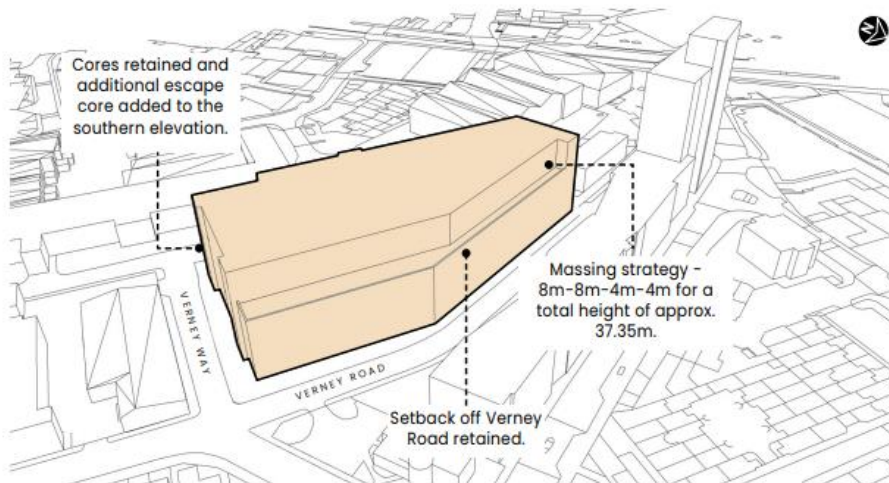 Cores retained and
additional escape
core added to the
southern elevation.
Massing strategy -
8m-8m-4m-4m for a
total height of approx.
37.35m.
VERNEY WAY
VERNEY ROAD
Setback off Verney
Road retained.
N